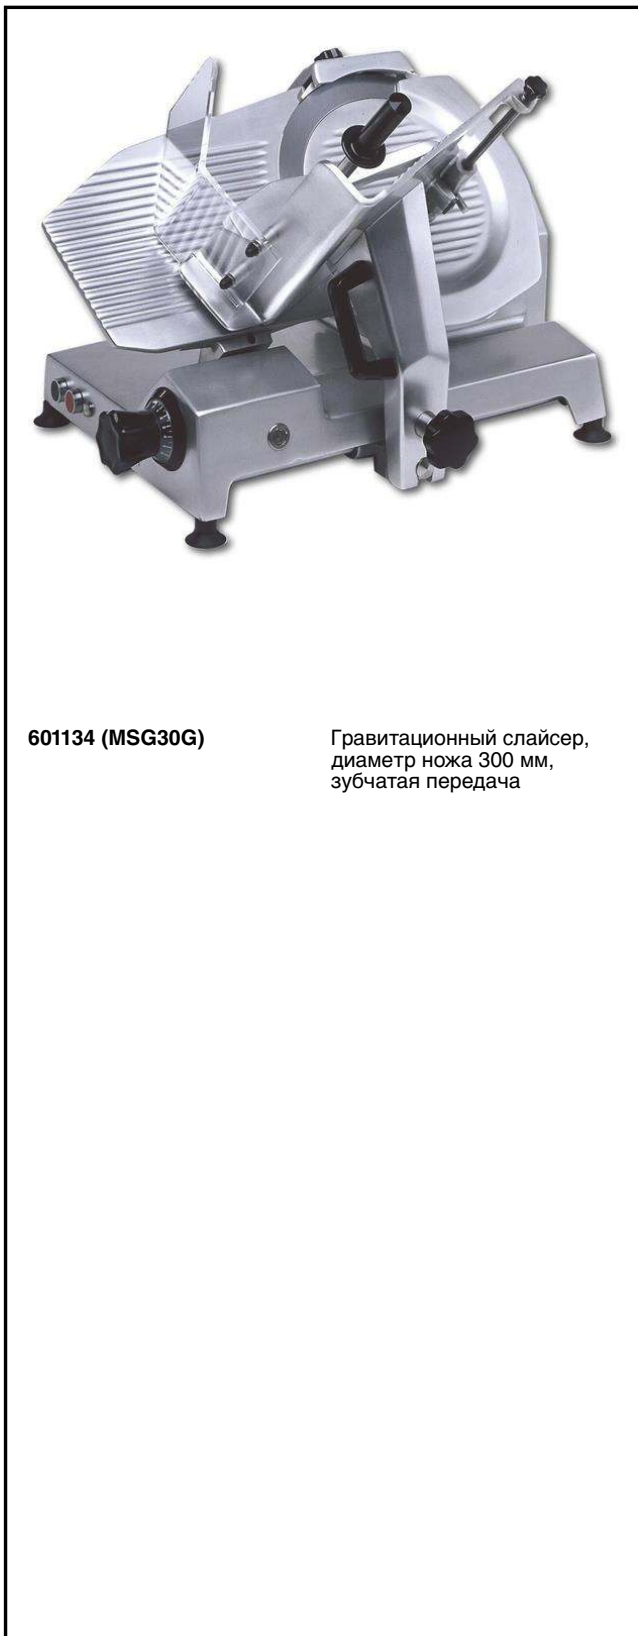 601134 (MSG30G)
Гравитационный слайсер,
диаметр ножа 300 мм,
зубчатая передача